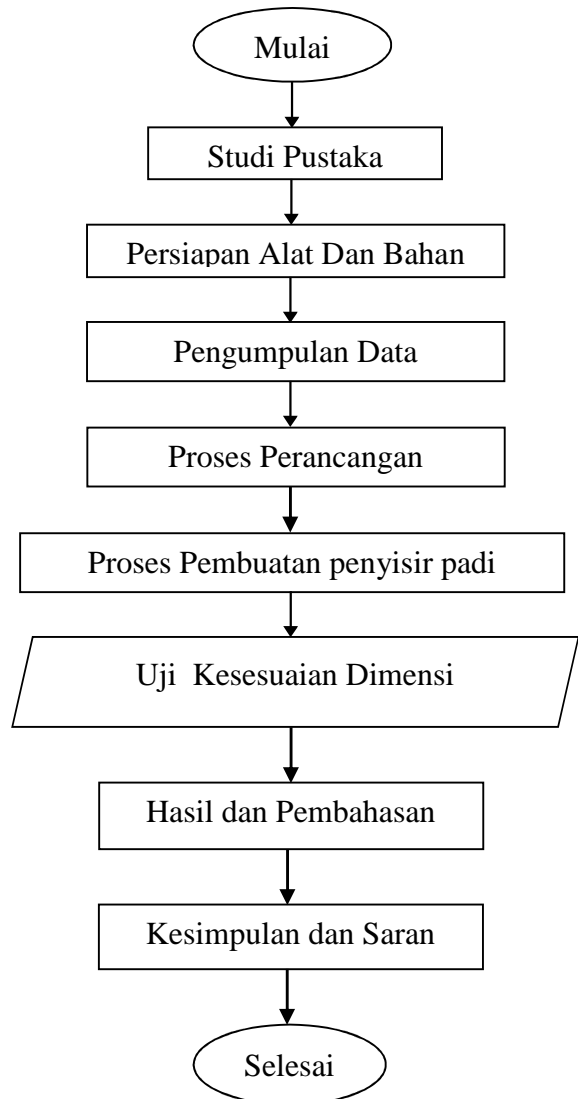 Mulai
Studi Pustaka
Persiapan Alat Dan Bahan
Pengumpulan Data
Proses Perancangan
Proses Pembuatan penyisir padi
Uji  Kesesuaian Dimensi
Hasil dan Pembahasan
Kesimpulan dan Saran
Selesai